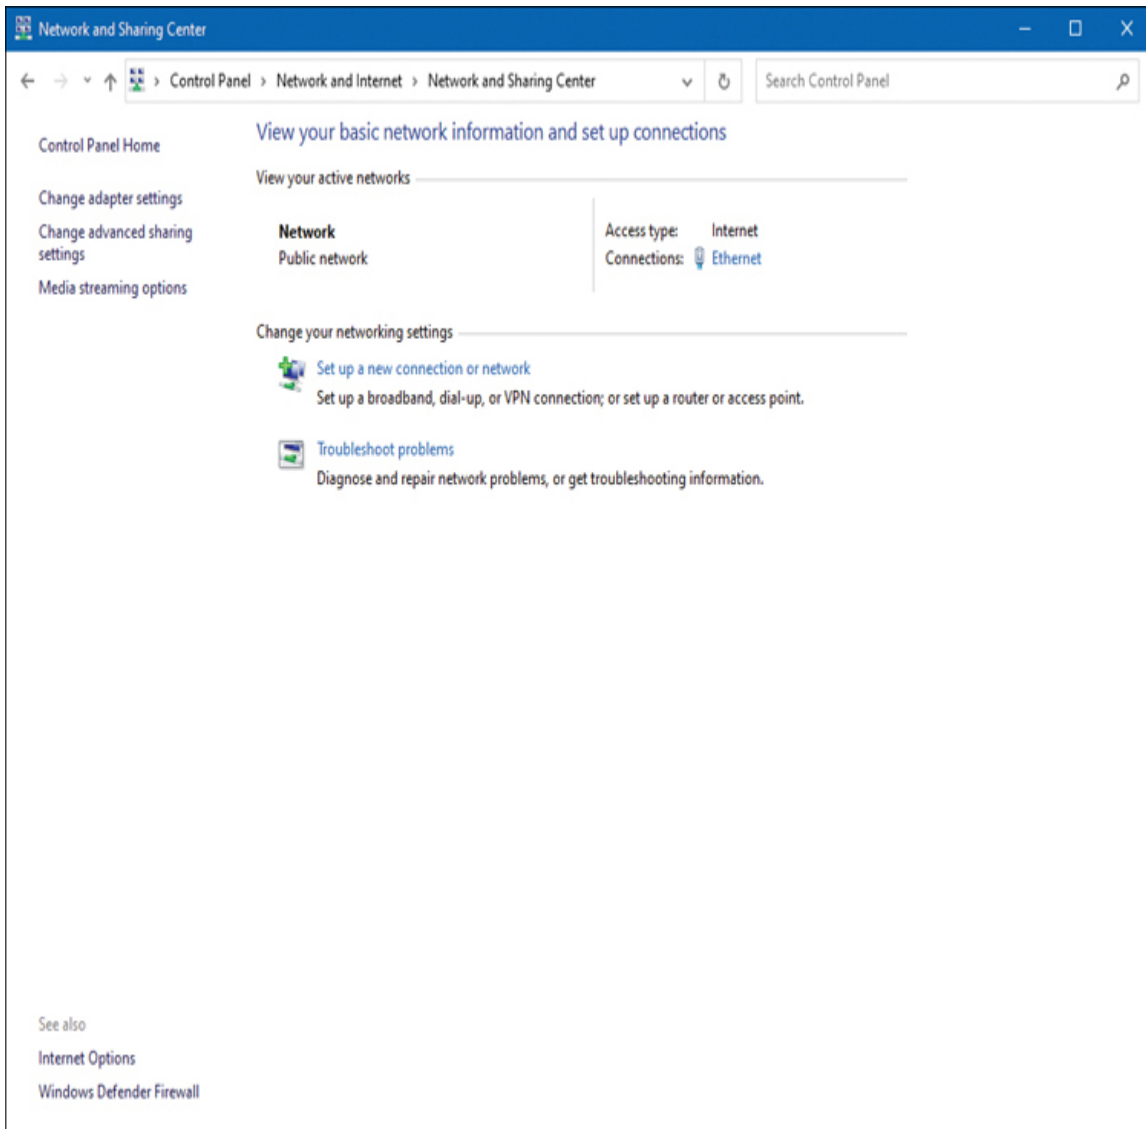 Network and Sharing Center
Control Panel > Network and Internet > Network and Sharing Center
Search Control Panel
Control Panel Home
Change adapter settings
Change advanced sharing
settings
Media streaming options
View your basic network information and set up connections
View your active networks
Network
Public network
Access type: Internet
Connections: Ethernet
Change your networking settings
Set up a new connection or network
Set up a broadband, dial-up, or VPN connection; or set up a router or access point.
Troubleshoot problems
Diagnose and repair network problems, or get troubleshooting information.
See also
Internet Options
Windows Defender Firewall